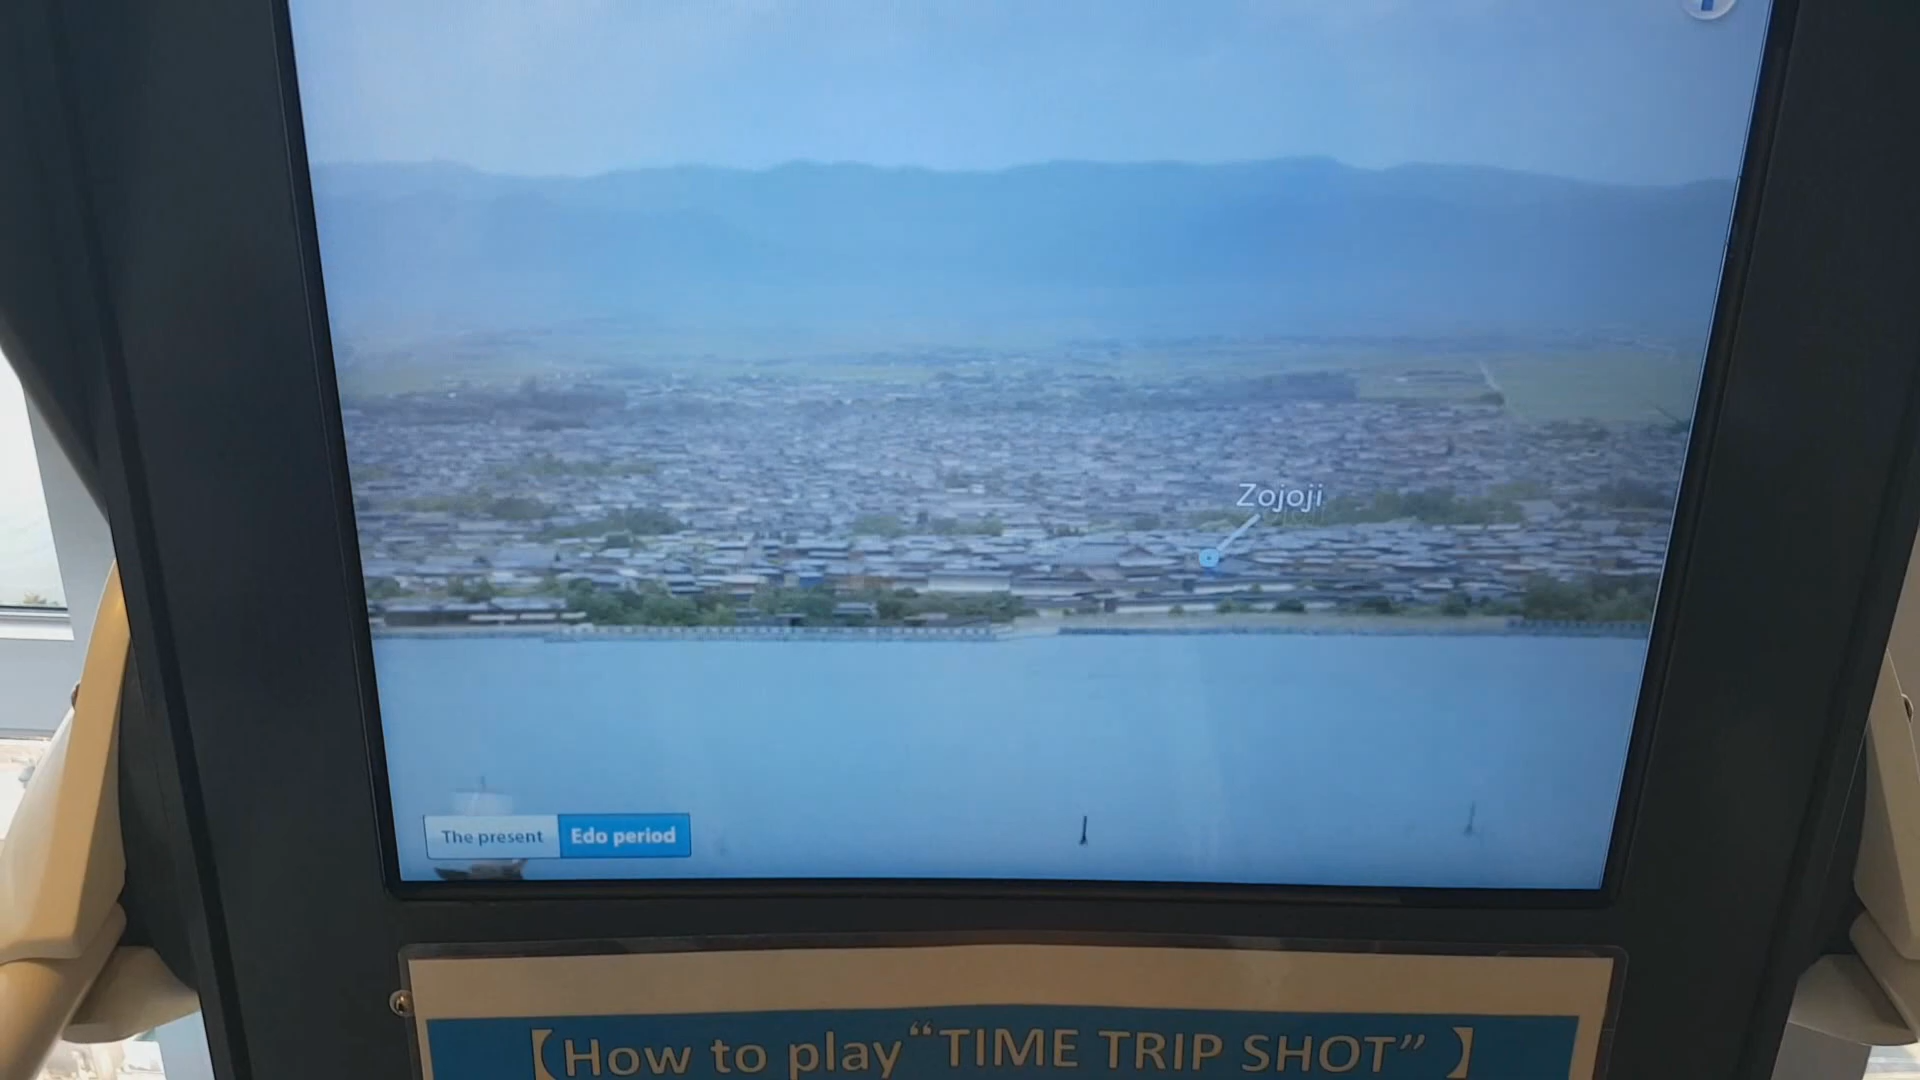 Zojoji
The present
Edo period
【How to play “TIME TRIP SHOT” 】